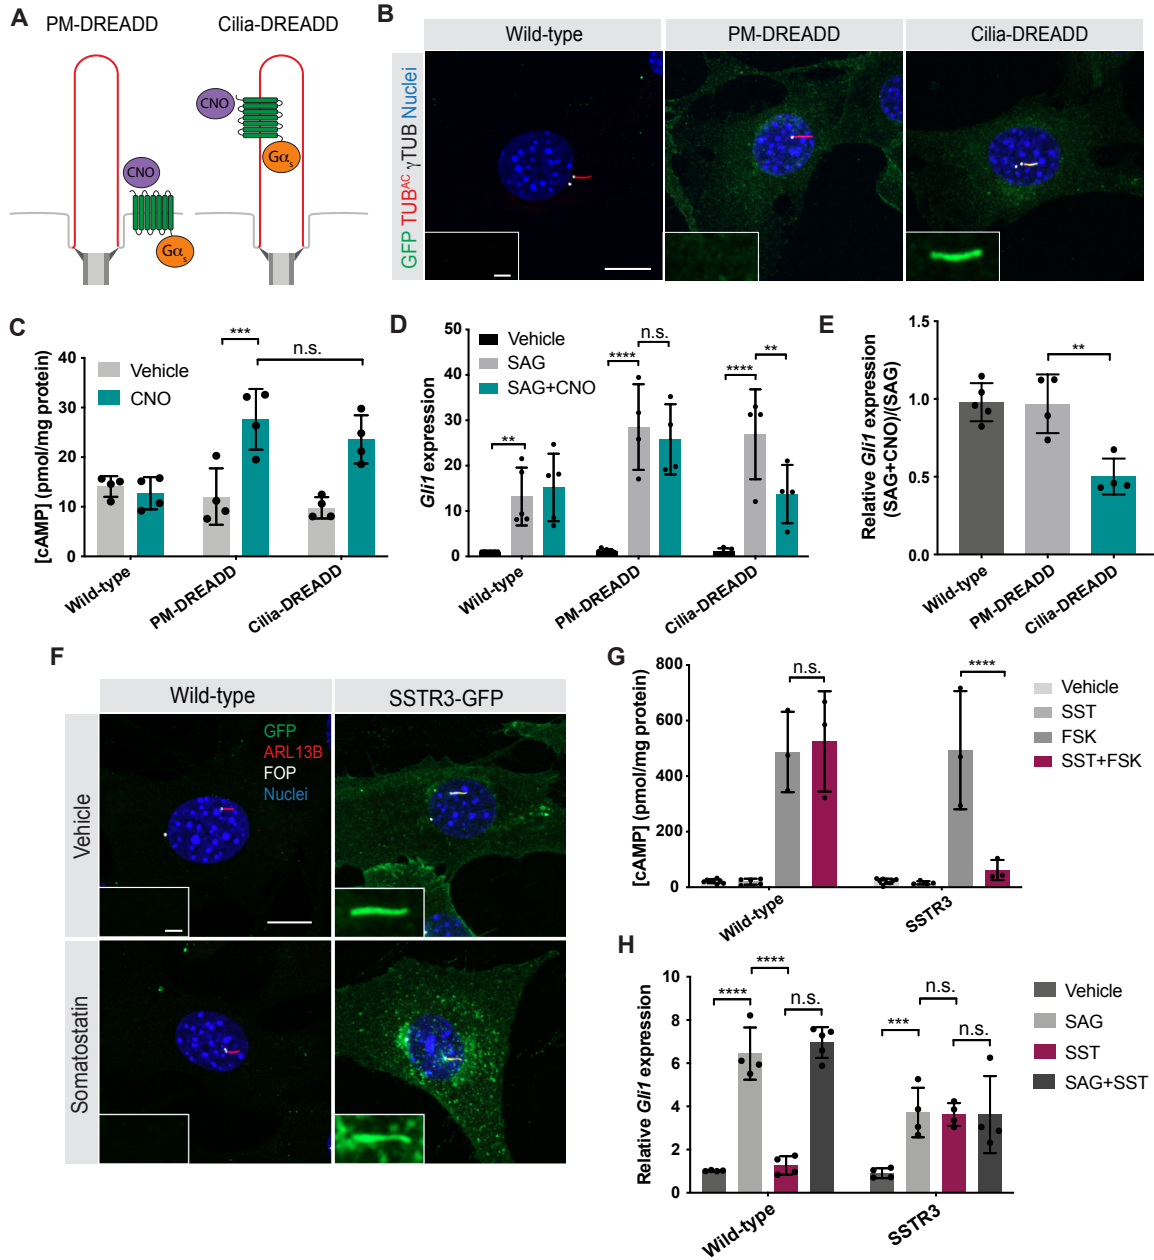 A
PM-DREADD
Cilia-DREADD
CNO
Gαs
CNO
Gαs
B
Wild-type
PM-DREADD
Cilia-DREADD
GFP TUBAC γTUB Nuclei
C
[cAMP] (pmol/mg protein)
40
30
20
10
0
Vehicle
CNO
***
n.s.
Wild-type
PM-DREADD
Cilia-DREADD
D
Gli1 expression
50
40
30
20
10
0
Vehicle
SAG
SAG+CNO
**
****
n.s.
****
**
Wild-type
PM-DREADD
Cilia-DREADD
E
Relative Gli1 expression
(SAG+CNO)/(SAG)
1.5
1.0
0.5
0.0
**
Wild-type
PM-DREADD
Cilia-DREADD
F
Wild-type
SSTR3-GFP
Vehicle
GFP
ARL13B
FOP
Nuclei
Somatostatin
G
[cAMP] (pmol/mg protein)
800
600
400
200
0
n.s.
****
Vehicle
SST
FSK
SST+FSK
Wild-type
SSTR3
H
Relative Gli1 expression
10
8
6
4
2
0
****
****
n.s.
***
n.s.
n.s.
Vehicle
SAG
SST
SAG+SST
Wild-type
SSTR3